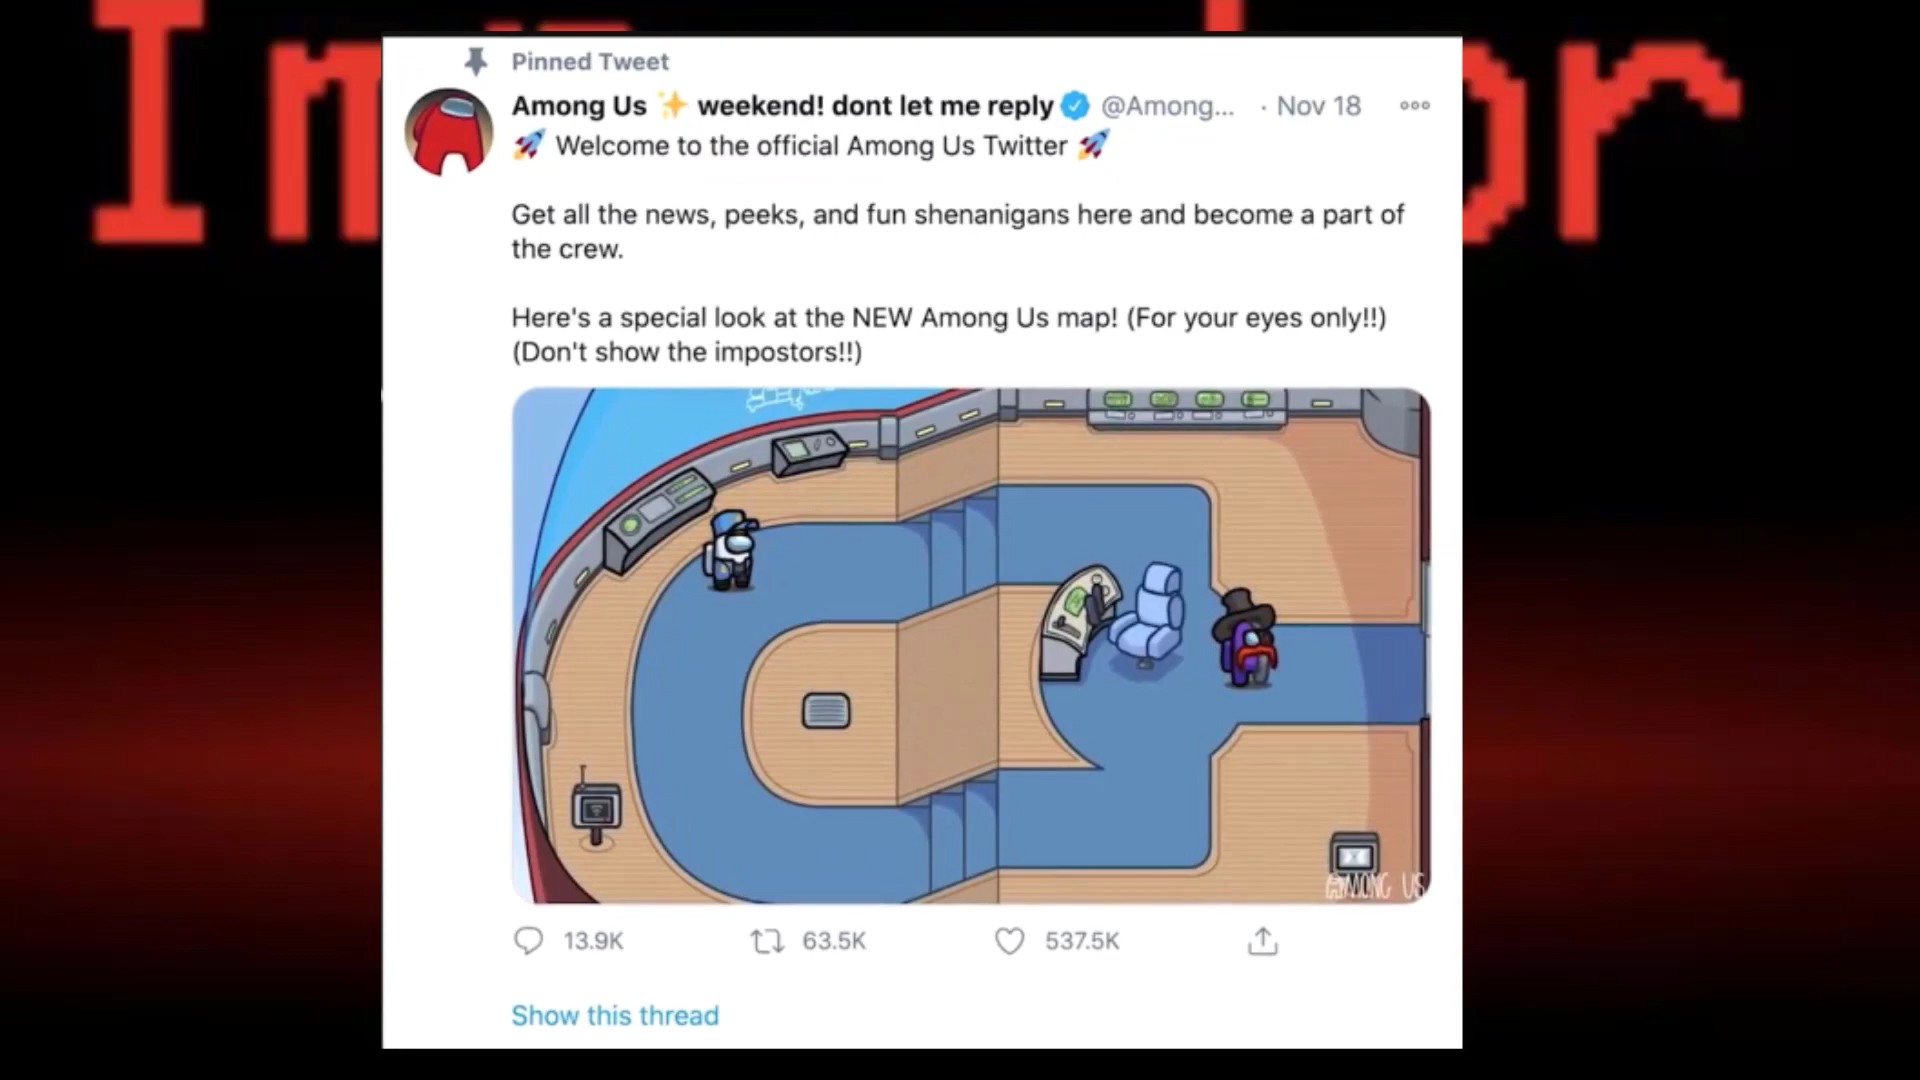 Pinned Tweet
Among Us ✨ weekend! dont let me reply @Among... · Nov 18
🚀 Welcome to the official Among Us Twitter 🚀
Get all the news, peeks, and fun shenanigans here and become a part of
the crew.
Here's a special look at the NEW Among Us map! (For your eyes only!!)
(Don't show the impostors!!)
AMONG US
13.9K 63.5K 537.5K
Show this thread